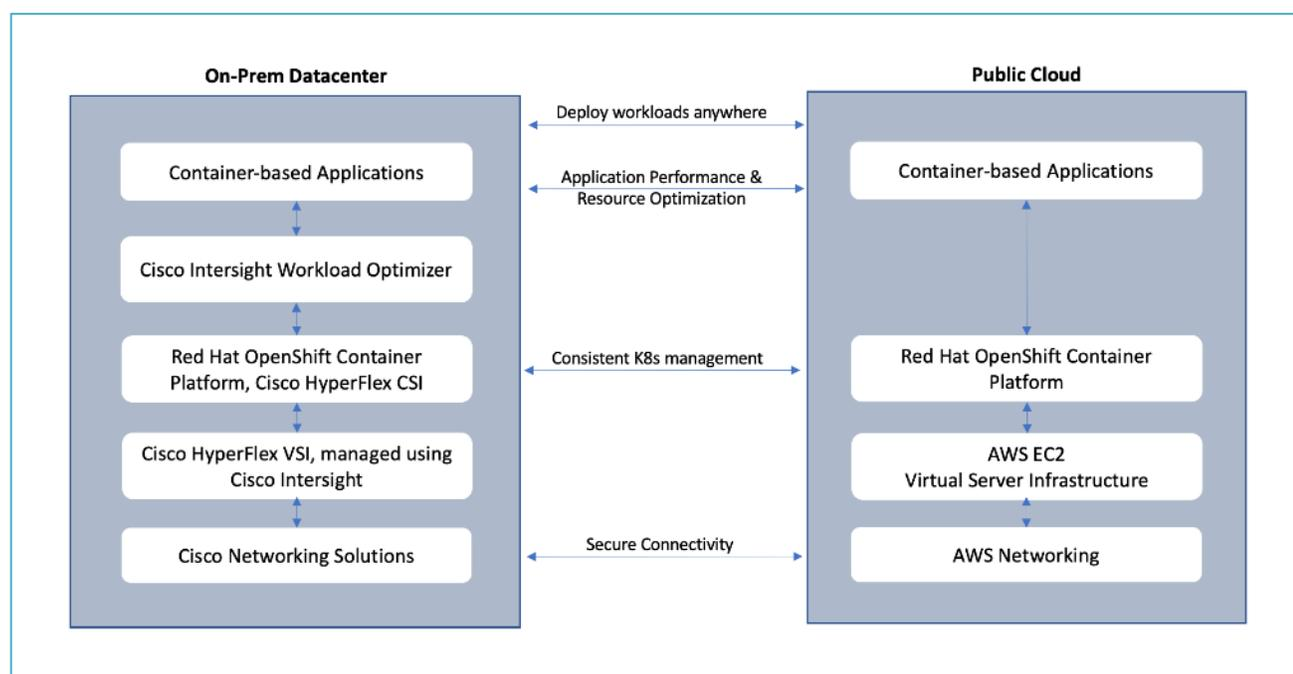 On-Prem Datacenter
Public Cloud
Deploy workloads anywhere
Container-based Applications
Application Performance &
Resource Optimization
Container-based Applications
Cisco Intersight Workload Optimizer
Red Hat OpenShift Container
Platform, Cisco HyperFlex CSI
Consistent K8s management
Red Hat OpenShift Container
Platform
Cisco HyperFlex VSI, managed using
Cisco Intersight
AWS EC2
Virtual Server Infrastructure
Cisco Networking Solutions
Secure Connectivity
AWS Networking